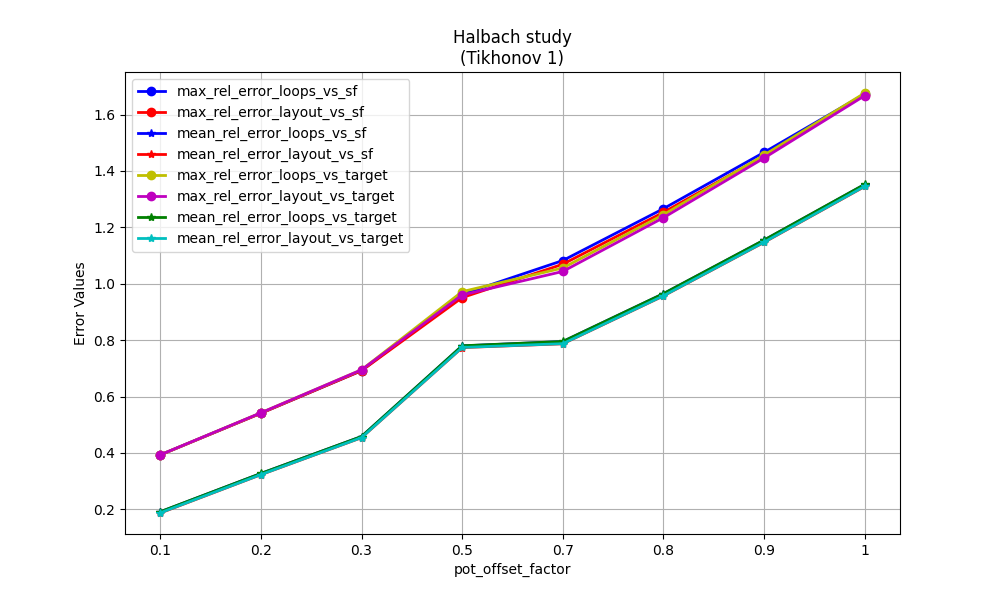 Halbach study
(Tikhonov 1)
max_rel_error_loops_vs_sf
max_rel_error_layout_vs_sf
mean_rel_error_loops_vs_sf
mean_rel_error_layout_vs_sf
max_rel_error_loops_vs_target
max_rel_error_layout_vs_target
mean_rel_error_loops_vs_target
mean_rel_error_layout_vs_target
Error Values
1.6
1.4
1.2
1.0
0.8
0.6
0.4
0.2
0.1 0.2 0.3 0.5 0.7 0.8 0.9 1
pot_offset_factor